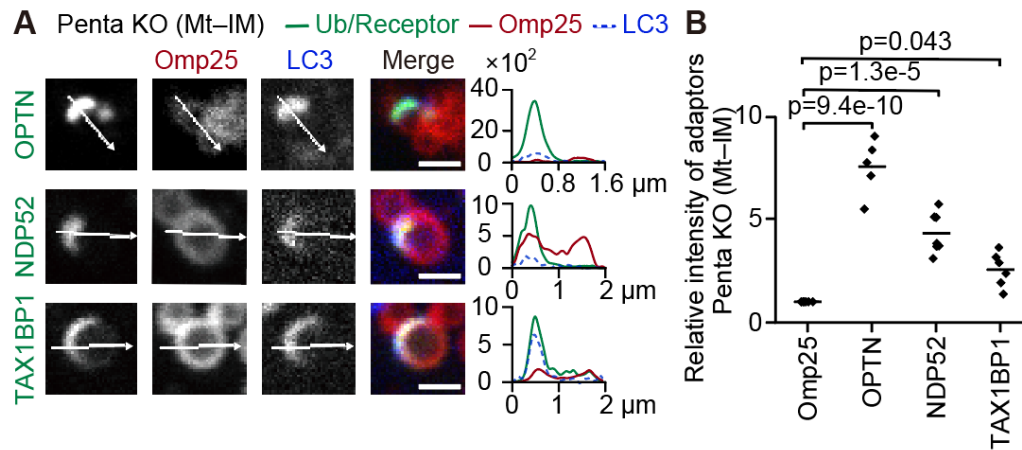 A
Penta KO (Mt–IM)
Ub/Receptor
Omp25
LC3
Omp25
LC3
Merge
×10²
OPTN
40
20
0
0
0.8
1.6
μm
NDP52
10
5
0
0
1
2
μm
TAX1BP1
10
5
0
0
1
2
μm
B
p=0.043
p=1.3e-5
p=9.4e-10
Relative intensity of adaptors
Penta KO (Mt–IM)
10
5
0
Omp25
OPTN
NDP52
TAX1BP1